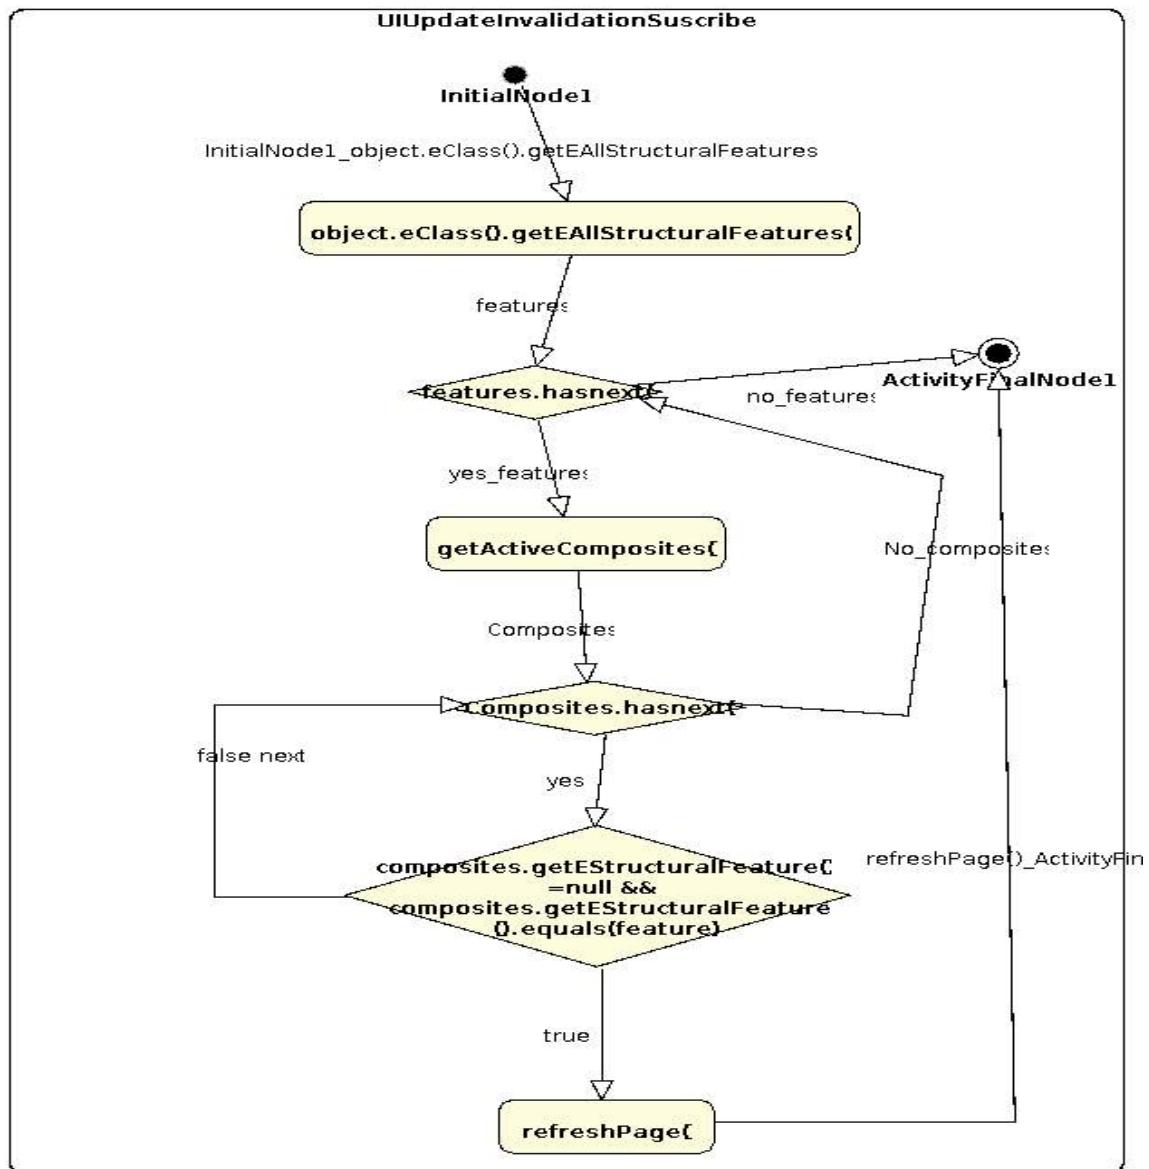 UIUpdateInvalidationSuscribe
InitialNode1
InitialNode1_object.eClass().getEAllStructuralFeatures
object.eClass().getEAllStructuralFeatures(
features
features.hasnext(
ActivityFinalNode1
no_features
yes_features
getActiveComposites(
No_composites
Composites
Composites.hasnext(
false next
yes
refreshPage()_ActivityFin
composites.getEStructuralFeature(
=null &&
composites.getEStructuralFeature
().equals(feature)
true
refreshPage(